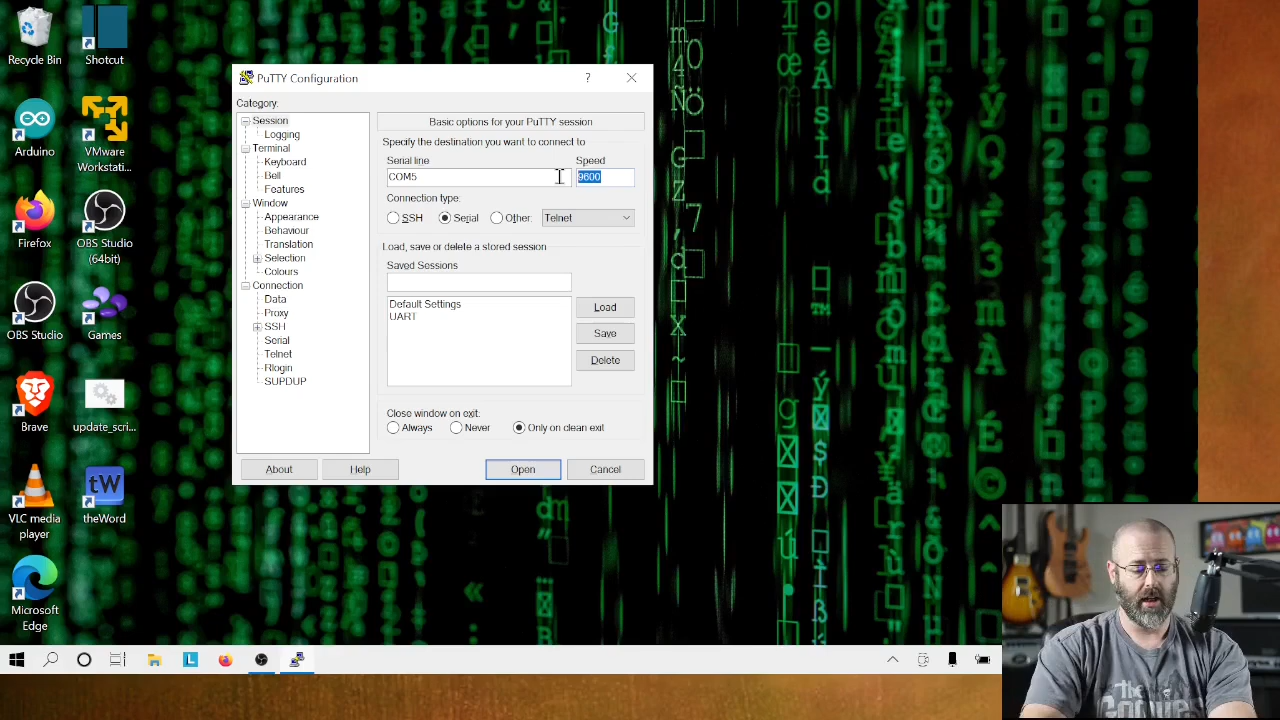 Recycle Bin
Shotcut
Arduino
VMware
Workstati...
Firefox
OBS Studio
(64bit)
OBS Studio
Games
Brave
update_scri...
VLC media
player
theWord
Microsoft
Edge
PuTTY Configuration
?
Category:
Session
Logging
Terminal
Keyboard
Bell
Features
Window
Appearance
Behaviour
Translation
Selection
Colours
Connection
Data
Proxy
SSH
Serial
Telnet
Rlogin
SUPDUP
Basic options for your PuTTY session
Specify the destination you want to connect to
Serial line
Speed
COM5
9600
Connection type:
SSH
Serial
Other:
Telnet
Load, save or delete a stored session
Saved Sessions
Default Settings
UART
Load
Save
Delete
Close window on exit:
Always
Never
Only on clean exit
About
Help
Open
Cancel
tW
L
the